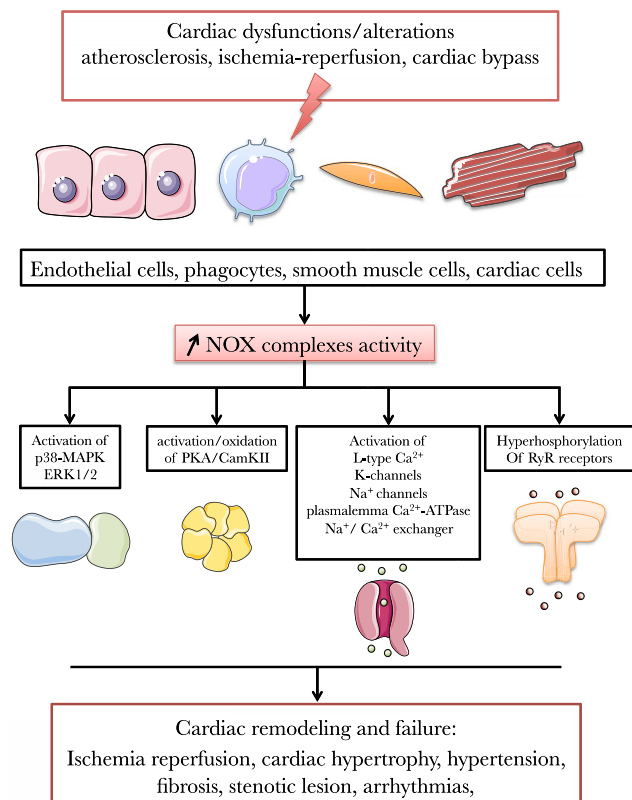 Cardiac dysfunctions/alterations
atherosclerosis, ischemia-reperfusion, cardiac bypass
Endothelial cells, phagocytes, smooth muscle cells, cardiac cells
NOX complexes activity
Activation of
p38-MAPK
ERK1/2
activation/oxidation
of PKA/CamKII
Activation of
L-type Ca²⁺
K-channels
Na⁺ channels
plasmalemma Ca²⁺-ATPase
Na⁺/ Ca²⁺ exchanger
Hyperhosphorylation
Of RyR receptors
Cardiac remodeling and failure:
Ischemia reperfusion, cardiac hypertrophy, hypertension,
fibrosis, stenotic lesion, arrhythmias,